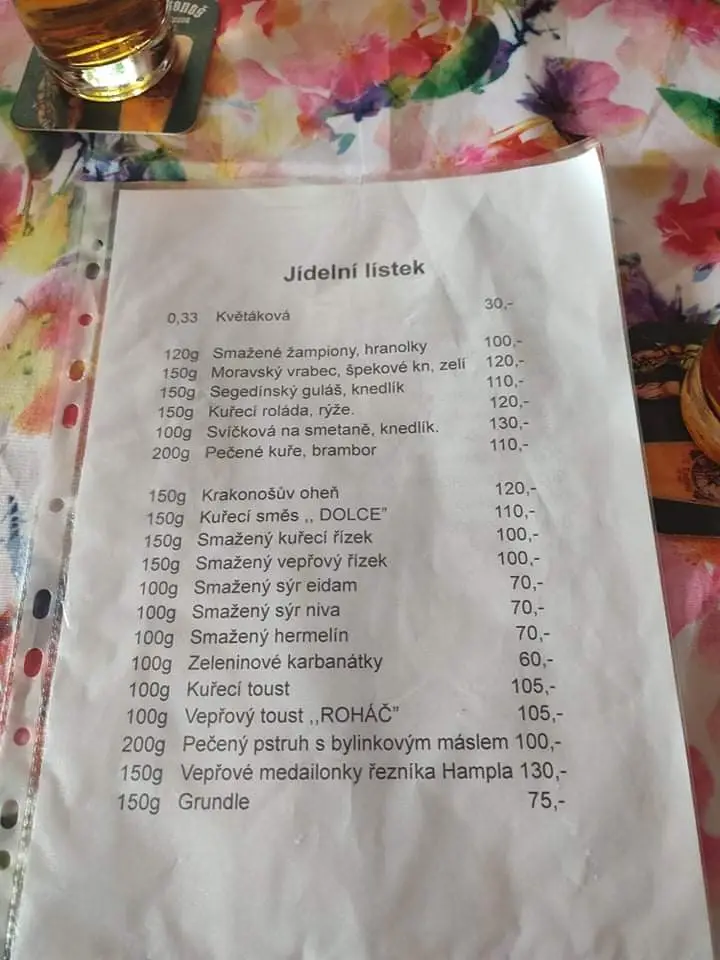 Jídelní lístek
0,33 Květáková 30,-
120g Smažené žampiony, hranolky 100,-
150g Moravský vrabec, špekové kn, zelí 120,-
150g Segedínský guláš, knedlík 110,-
150g Kuřecí roláda, rýže. 120,-
100g Svíčková na smetaně, knedlík. 130,-
200g Pečené kuře, brambor 110,-
150g Krakonošův oheň 120,-
150g Kuřecí směs ,, DOLCE” 110,-
150g Smažený kuřecí řízek 100,-
150g Smažený vepřový řízek 100,-
100g Smažený sýr eidam 70,-
100g Smažený sýr niva 70,-
100g Smažený hermelín 70,-
100g Zeleninové karbanátky 60,-
100g Kuřecí toust 105,-
100g Vepřový toust ,,ROHÁČ” 105,-
200g Pečený pstruh s bylinkovým máslem 100,-
150g Vepřové medailonky řezníka Hampla 130,-
150g Grundle 75,-